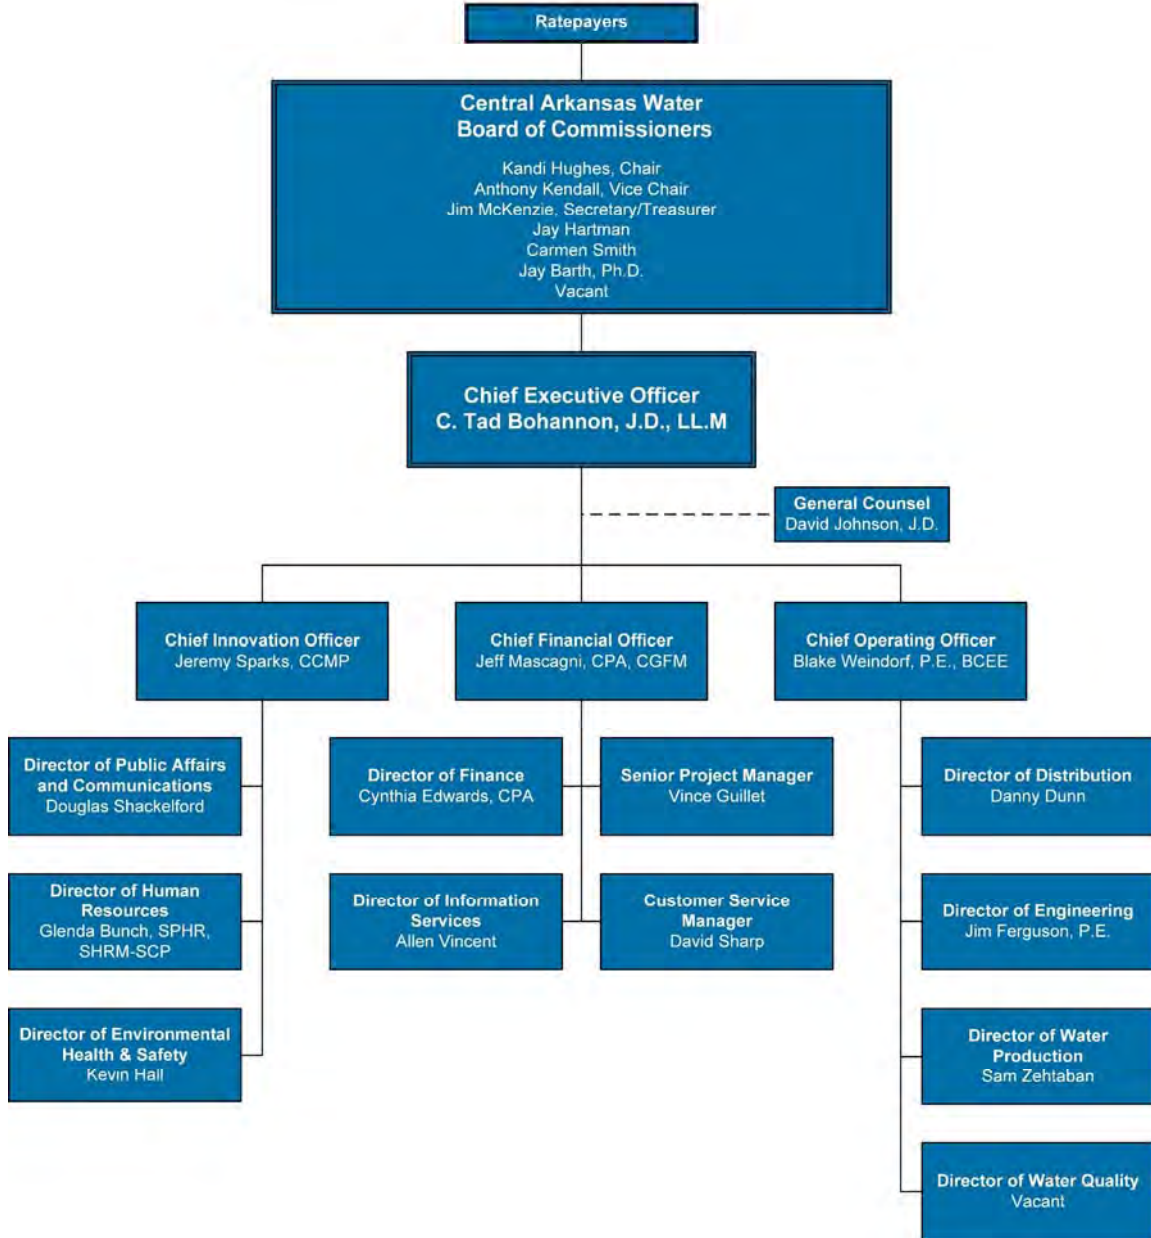 Ratepayers
Central Arkansas Water
Board of Commissioners
Kandi Hughes, Chair
Anthony Kendall, Vice Chair
Jim McKenzie, Secretary/Treasurer
Jay Hartman
Carmen Smith
Jay Barth, Ph.D.
Vacant
Chief Executive Officer
C. Tad Bohannon, J.D., LL.M
General Counsel
David Johnson, J.D.
Chief Innovation Officer
Jeremy Sparks, CCMP
Chief Financial Officer
Jeff Mascagni, CPA, CGFM
Chief Operating Officer
Blake Weindorf, P.E., BCEE
Director of Public Affairs
and Communications
Douglas Shackelford
Director of Finance
Cynthia Edwards, CPA
Senior Project Manager
Vince Guillet
Director of Distribution
Danny Dunn
Director of Human
Resources
Glenda Bunch, SPHR,
SHRM-SCP
Director of Information
Services
Allen Vincent
Customer Service
Manager
David Sharp
Director of Engineering
Jim Ferguson, P.E.
Director of Environmental
Health & Safety
Kevin Hall
Director of Water
Production
Sam Zehtaban
Director of Water Quality
Vacant